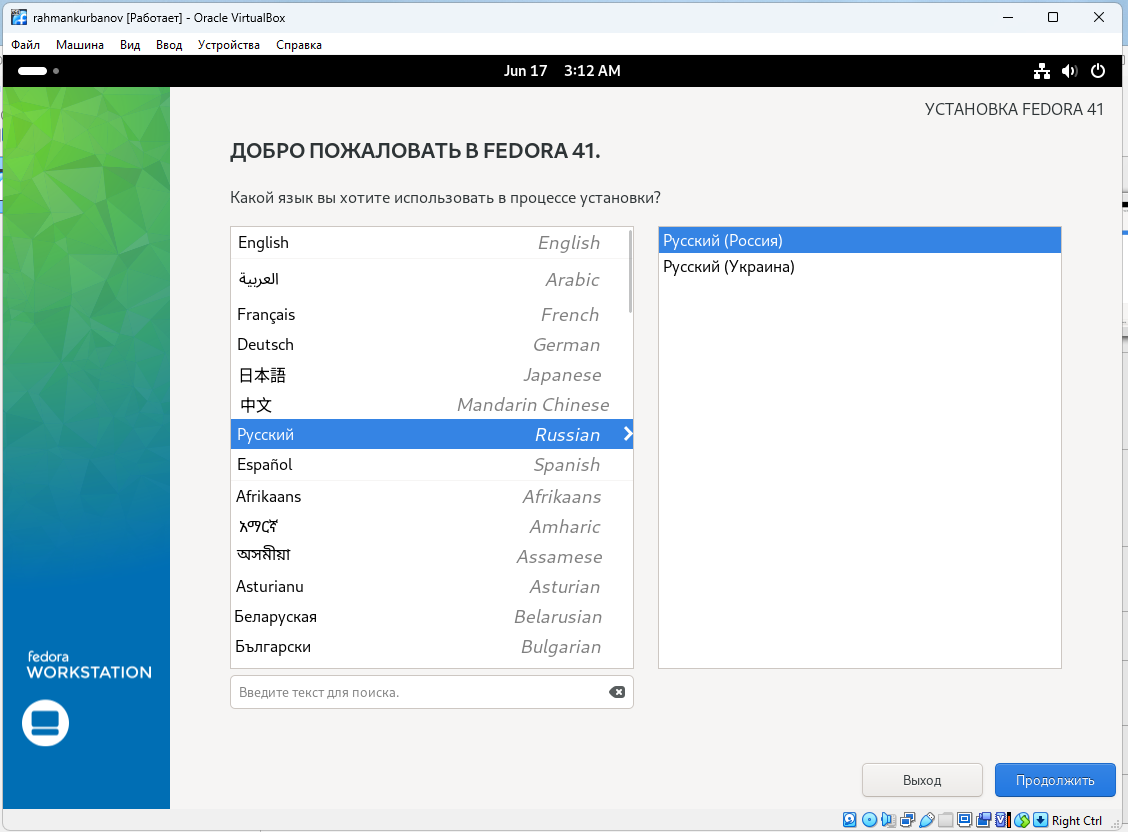 rahmankurbanov [Работает] - Oracle VirtualBox
Файл Машина Вид Ввод Устройства Справка
Jun 17 3:12 AM
УСТАНОВКА FEDORA 41
ДОБРО ПОЖАЛОВАТЬ В FEDORA 41.
Какой язык вы хотите использовать в процессе установки?
English English
العربية Arabic
Français French
Deutsch German
日本語 Japanese
中文 Mandarin Chinese
Русский Russian
Español Spanish
Afrikaans Afrikaans
አማርኛ Amharic
অসমীয়া Assamese
Asturianu Asturian
Беларуская Belarusian
Български Bulgarian
Русский (Россия)
Русский (Украина)
Введите текст для поиска.
fedora
WORKSTATION
Выход Продолжить
Right Ctrl